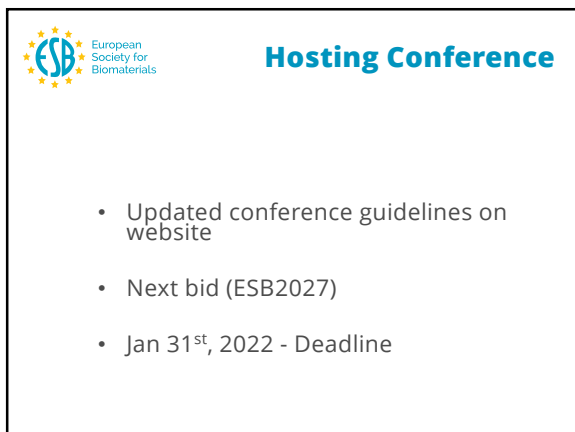 ESB
European
Society for
Biomaterials
Hosting Conference
• Updated conference guidelines on
website
• Next bid (ESB2027)
• Jan 31st, 2022 - Deadline